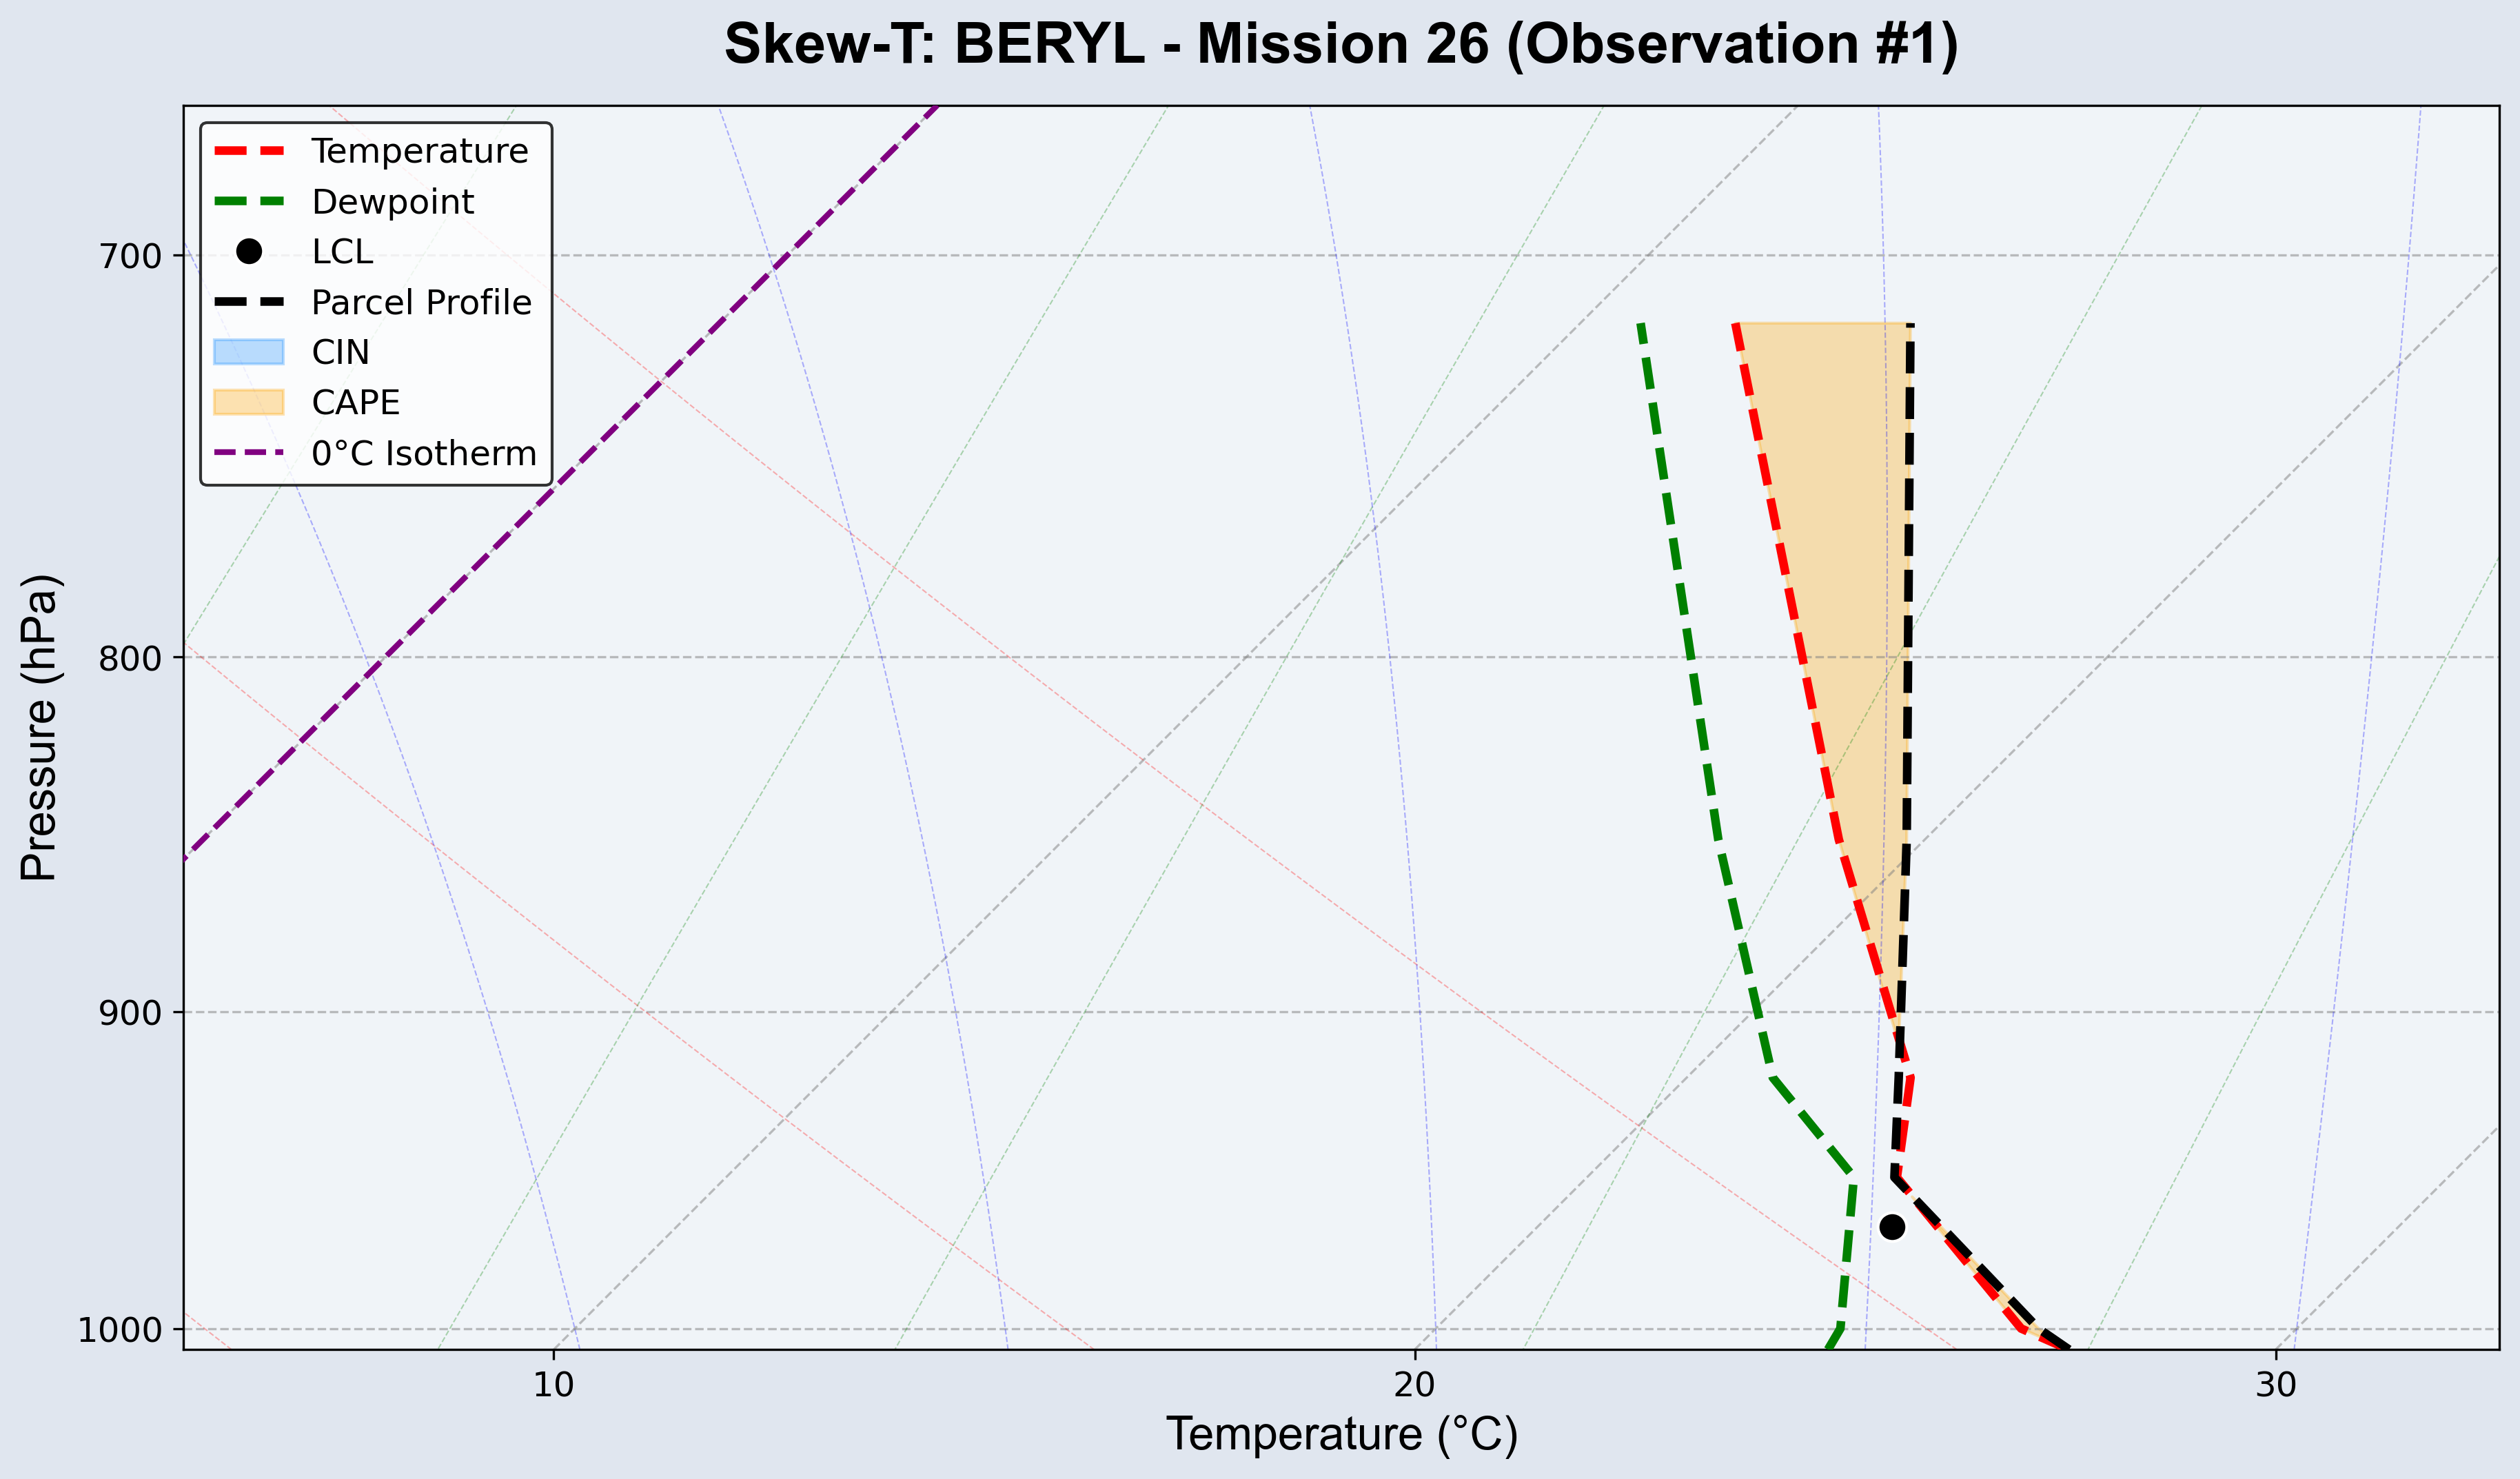 Skew-T: BERYL - Mission 26 (Observation #1)
Temperature
Dewpoint
LCL
Parcel Profile
CIN
CAPE
0°C Isotherm
Pressure (hPa)
700
800
900
1000
10
20
30
Temperature (°C)